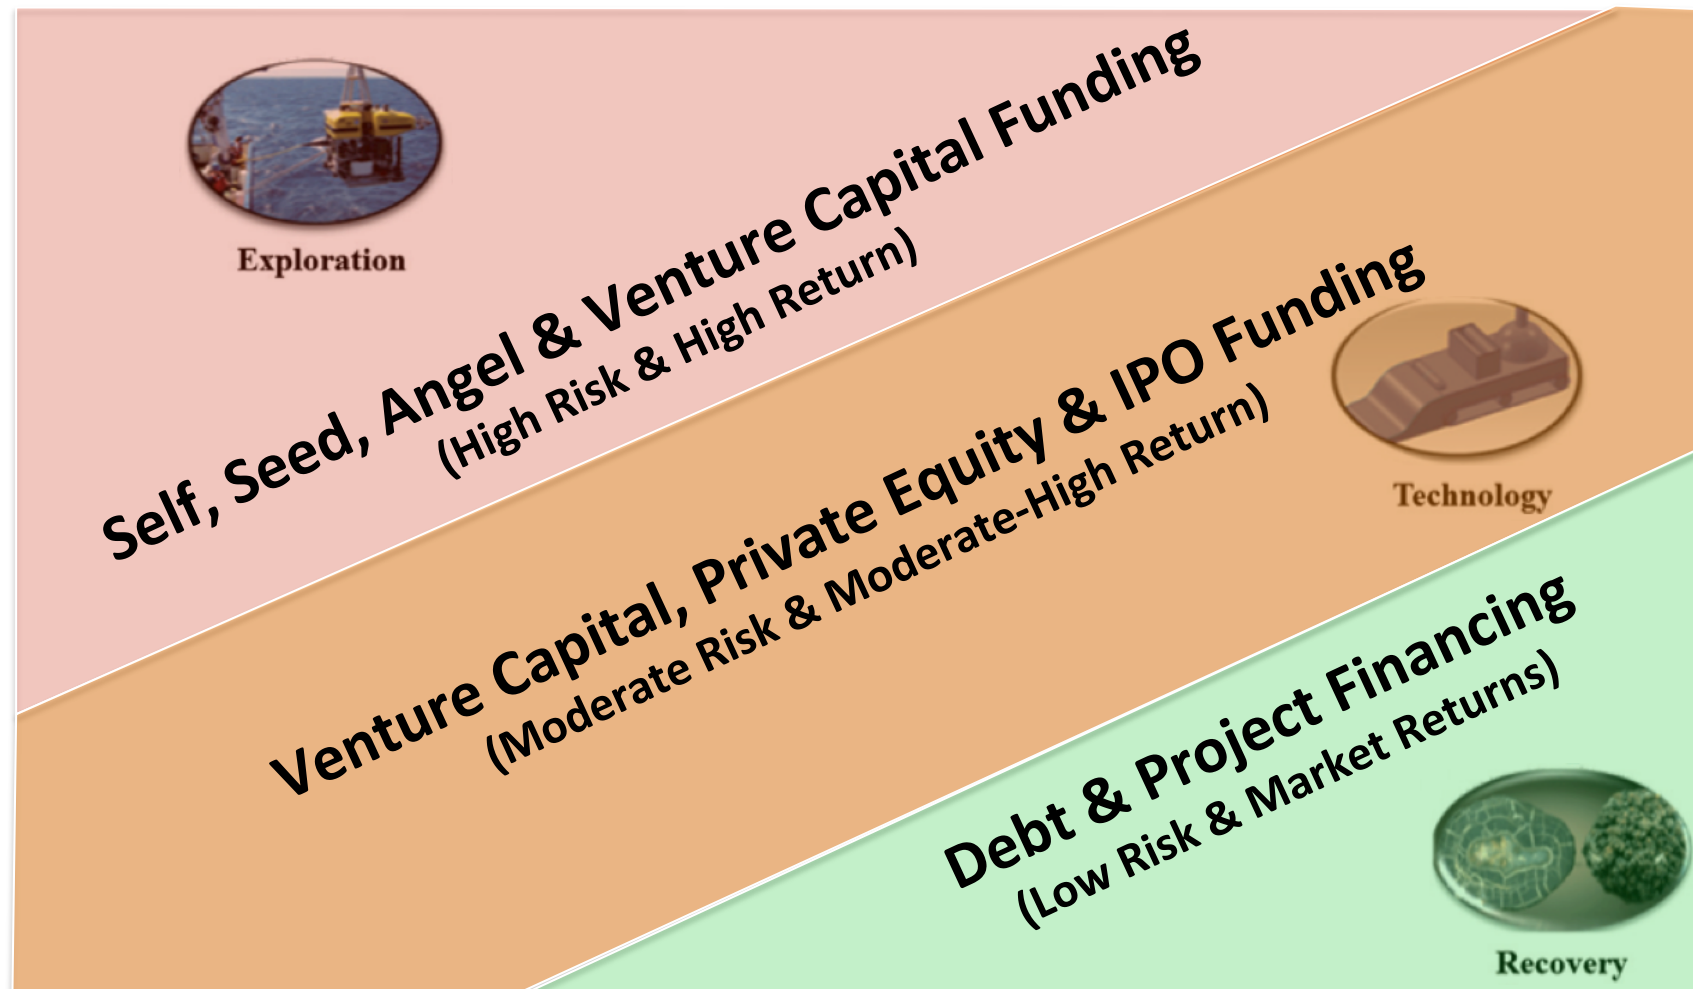 Exploration
Self, Seed, Angel & Venture Capital Funding
(High Risk & High Return)
Venture Capital, Private Equity & IPO Funding
(Moderate Risk & Moderate-High Return)
Technology
Debt & Project Financing
(Low Risk & Market Returns)
Recovery